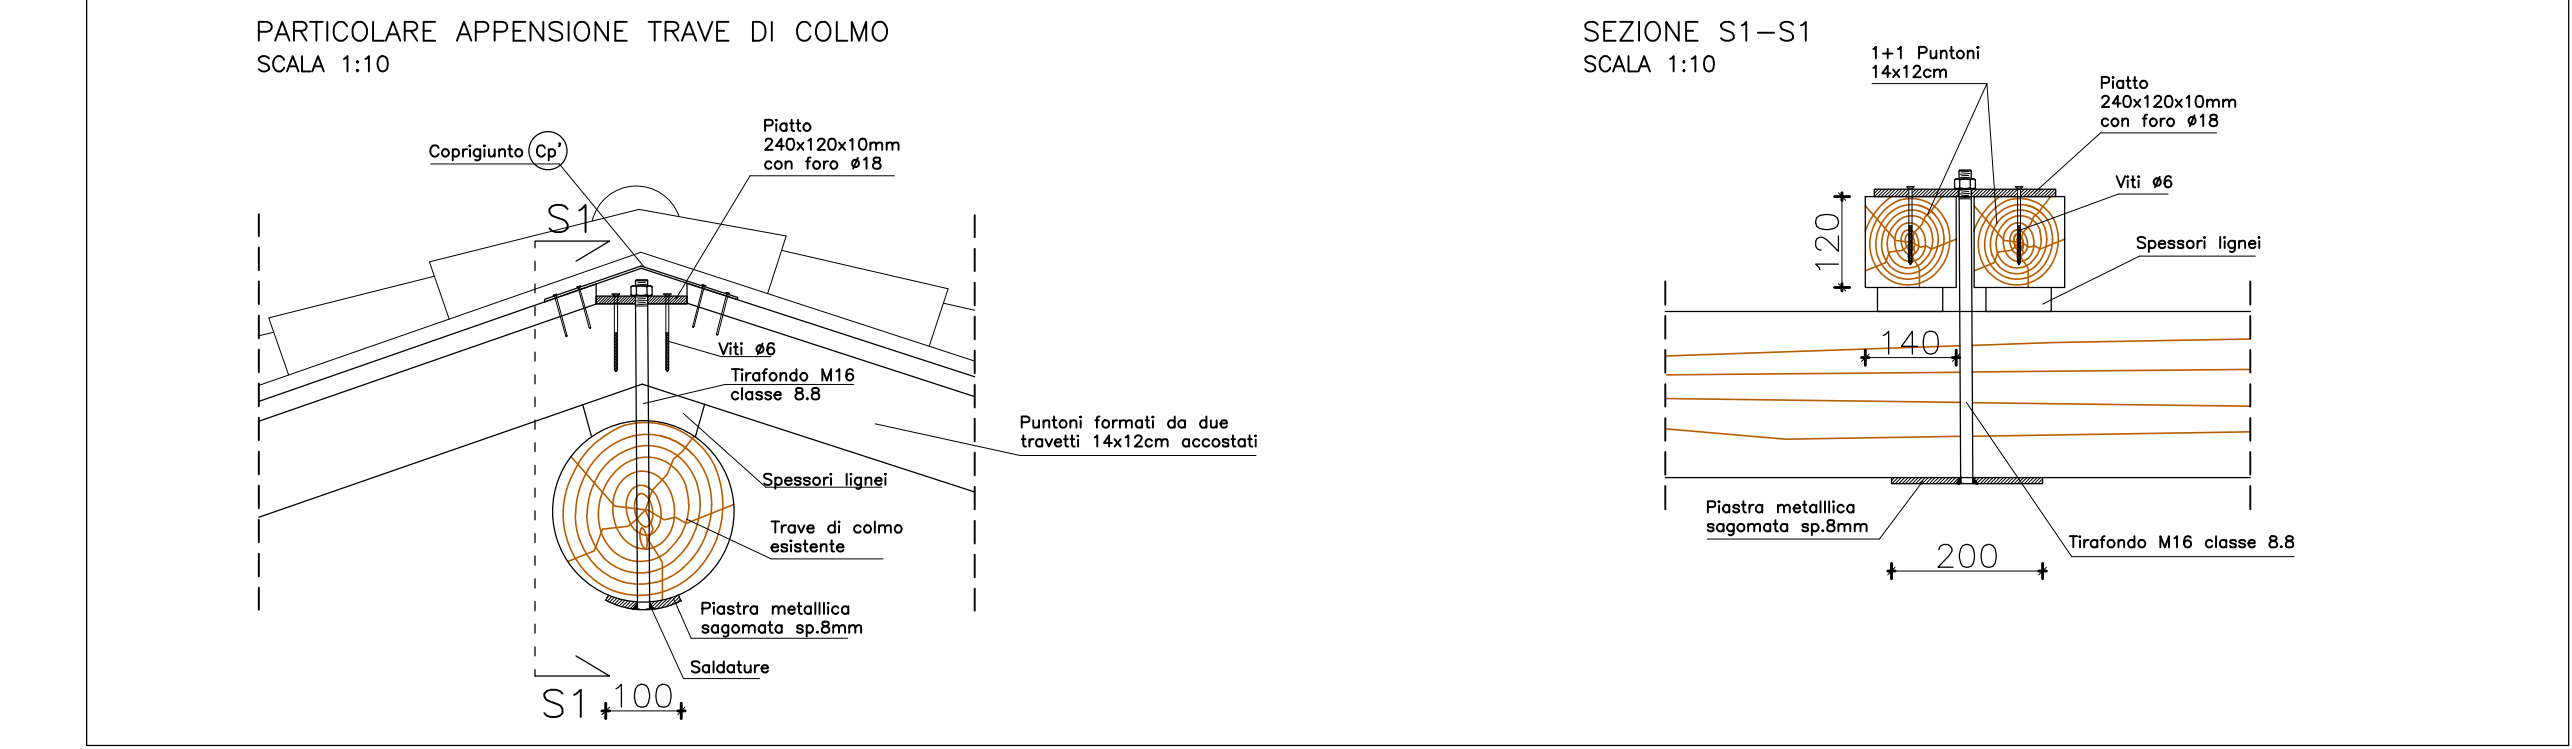 PARTICOLARE APPENSIONE TRAVE DI COLMO
SCALA 1:10
Coprigiunto Cp'
Piatto
240x120x10mm
con foro ø18
S1
Viti ø6
Tirafondo M16
classe 8.8
Puntoni formati da due
travetti 14x12cm accostati
Spessori lignei
Trave di colmo
esistente
Piastra metalllica
sagomata sp.8mm
Saldature
S1
100
SEZIONE S1-S1
SCALA 1:10
1+1 Puntoni
14x12cm
Piatto
240x120x10mm
con foro ø18
Viti ø6
120
Spessori lignei
140
Piastra metalllica
sagomata sp.8mm
Tirafondo M16 classe 8.8
200